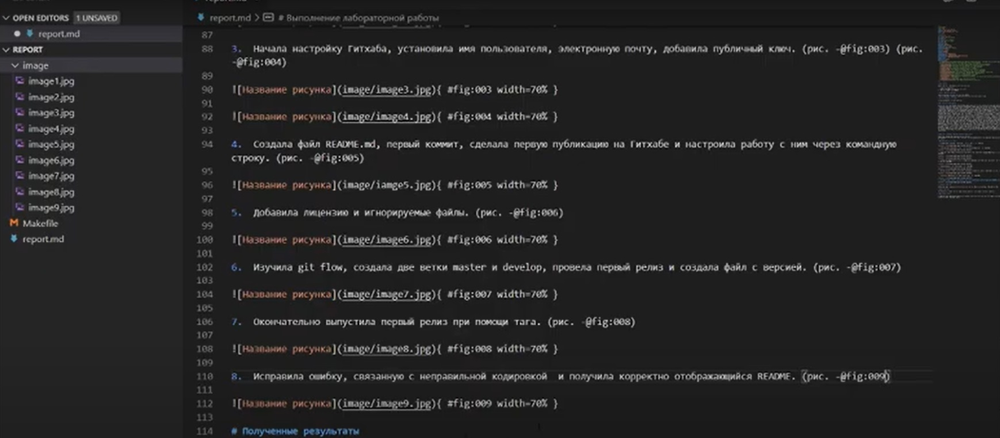 OPEN EDITORS 1 UNSAVED
report.md
REPORT
image
image1.jpg
image2.jpg
image3.jpg
image4.jpg
image5.jpg
image6.jpg
image7.jpg
image8.jpg
image9.jpg
Makefile
report.md
report.md > # Выполнение лабораторной работы
87
88 3. Начала настройку Гитхаба, установила имя пользователя, электронную почту, добавила публичный ключ. (рис. -@fig:003) (рис.
-@fig:004)
89
90 ![Название рисунка](image/image3.jpg){ #fig:003 width=70% }
91
92 ![Название рисунка](image/image4.jpg){ #fig:004 width=70% }
93
94 4. Создала файл README.md, первый коммит, сделала первую публикацию на Гитхабе и настроила работу с ним через командную
строку. (рис. -@fig:005)
95
96 ![Название рисунка](image/iamge5.jpg){ #fig:005 width=70% }
97
98 5. Добавила лицензию и игнорируемые файлы. (рис. -@fig:006)
99
100 ![Название рисунка](image/image6.jpg){ #fig:006 width=70% }
101
102 6. Изучила git flow, создала две ветки master и develop, провела первый релиз и создала файл с версией. (рис. -@fig:007)
103
104 ![Название рисунка](image/image7.jpg){ #fig:007 width=70% }
105
106 7. Окончательно выпустила первый релиз при помощи тага. (рис. -@fig:008)
107
108 ![Название рисунка](image/image8.jpg){ #fig:008 width=70% }
109
110 8. Исправила ошибку, связанную с неправильной кодировкой  и получила корректно отображающийся README. (рис. -@fig:009)
111
112 ![Название рисунка](image/image9.jpg){ #fig:009 width=70% }
113
114 # Полученные результаты